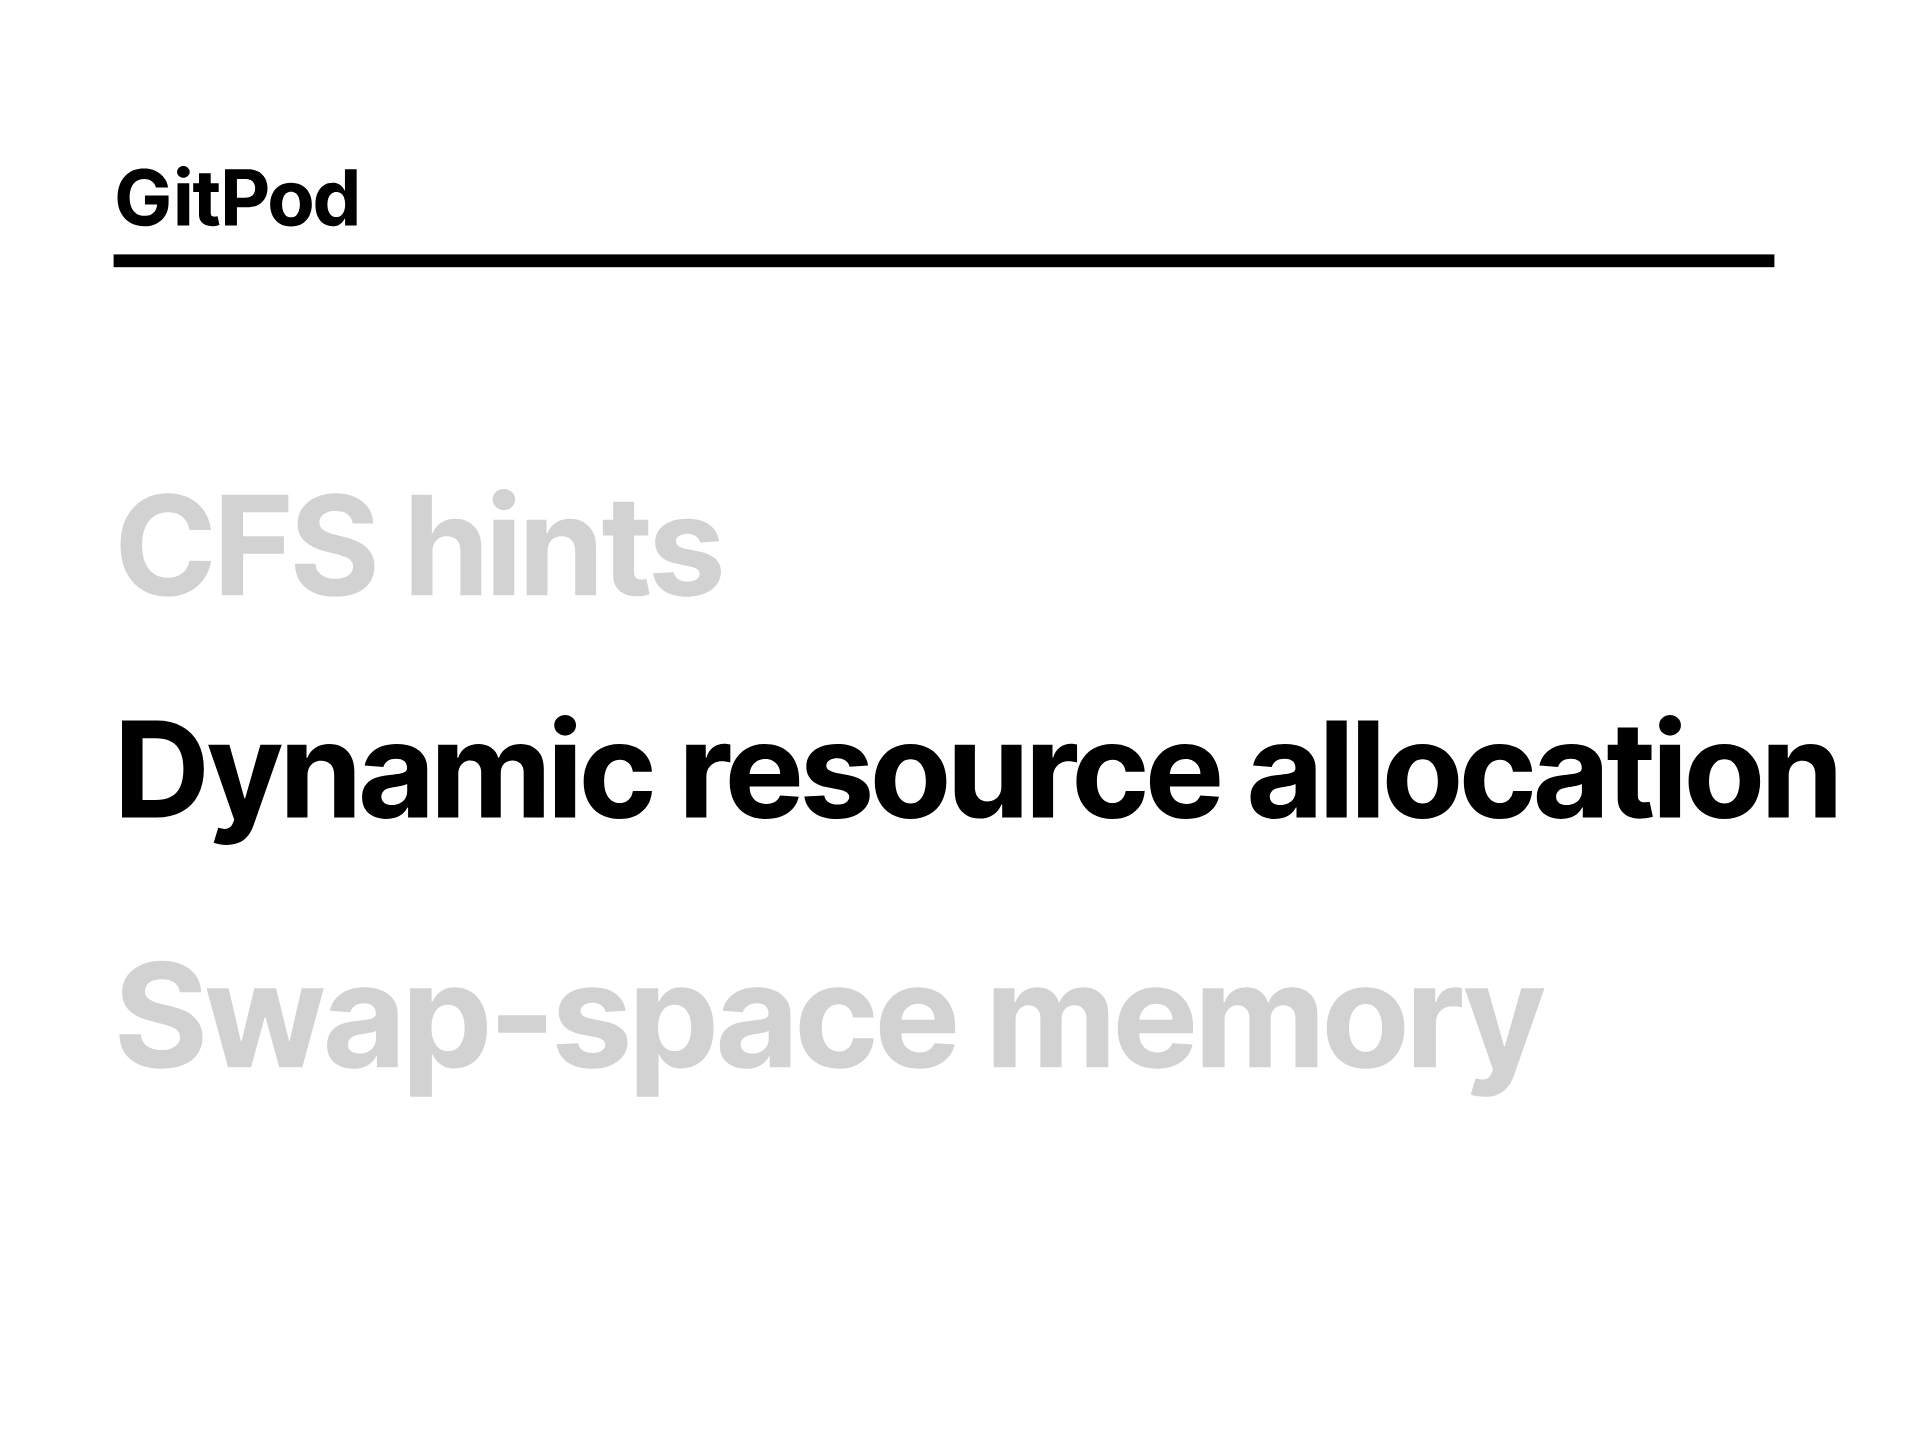 GitPod
CFS hints
Dynamic resource allocation
Swap-space memory